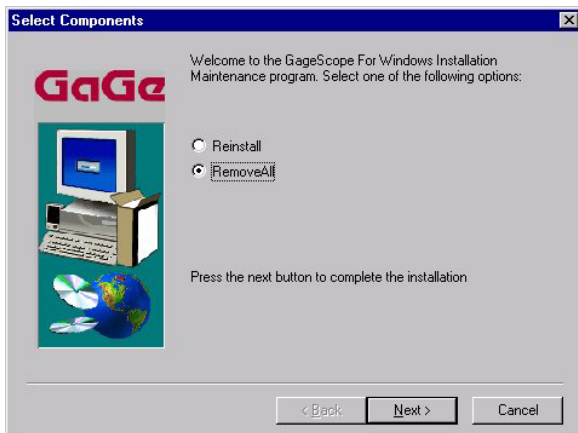 Select Components
GaGe
Welcome to the GageScope For Windows Installation
Maintenance program. Select one of the following options:
Reinstall
RemoveAll
Press the next button to complete the installation
< Back
Next >
Cancel